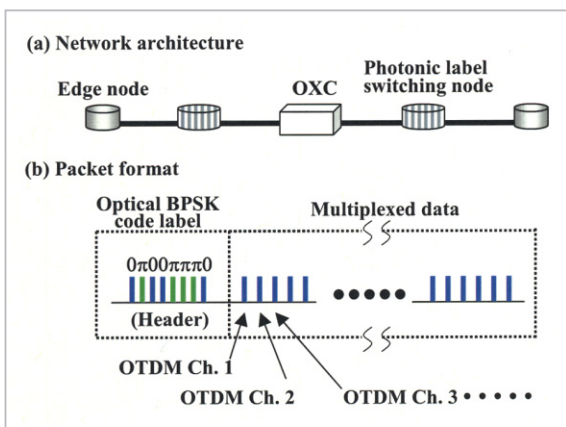 (a) Network architecture
Edge node
OXC
Photonic label
switching node
(b) Packet format
Optical BPSK
code label
Multiplexed data
0π00πππ0
(Header)
OTDM Ch. 1
OTDM Ch. 2
OTDM Ch. 3 • • • • •